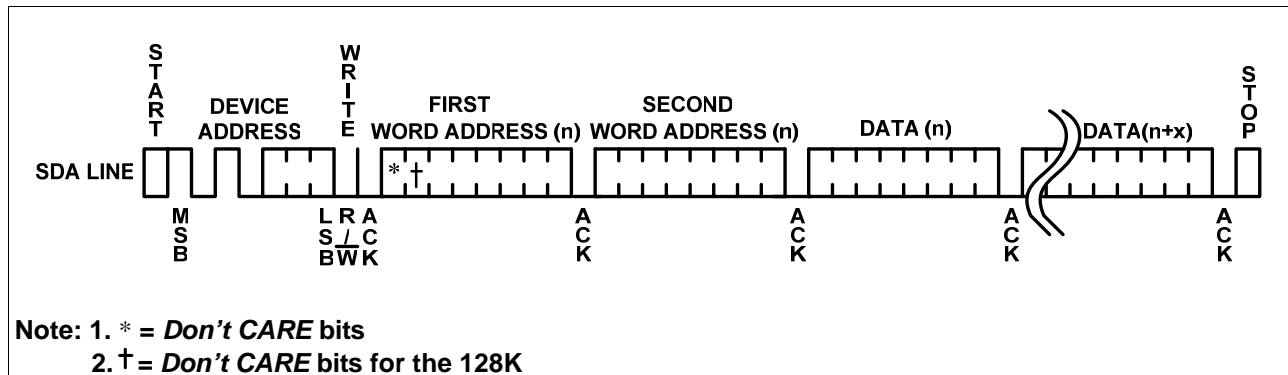 START
DEVICE
ADDRESS
WRITE
FIRST
WORD ADDRESS (n)
SECOND
WORD ADDRESS (n)
DATA (n)
DATA(n+x)
STOP
SDA LINE
* †
MSB
LSB
R/W
ACK
ACK
ACK
ACK
ACK
Note: 1. * = Don't CARE bits
2. † = Don't CARE bits for the 128K